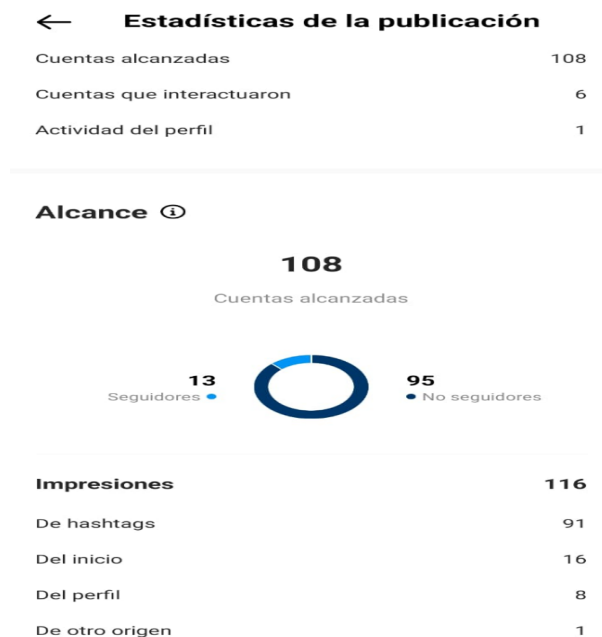 Estadísticas de la publicación
Cuentas alcanzadas 108
Cuentas que interactuaron 6
Actividad del perfil 1
Alcance
108
Cuentas alcanzadas
13 95
Seguidores No seguidores
Impresiones 116
De hashtags 91
Del inicio 16
Del perfil 8
De otro origen 1